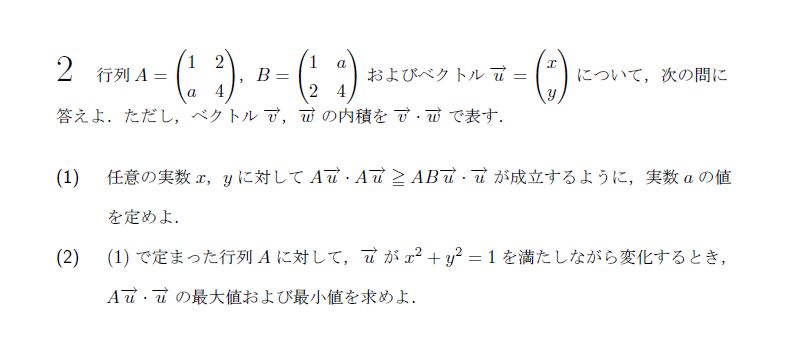 2 行列 $A = \begin{pmatrix} 1 & 2 \\ a & 4 \end{pmatrix}$, $B = \begin{pmatrix} 1 & a \\ 2 & 4 \end{pmatrix}$ およびベクトル $\overrightarrow{u} = \begin{pmatrix} x \\ y \end{pmatrix}$ について,次の問に
答えよ.ただし,ベクトル $\overrightarrow{v}$, $\overrightarrow{w}$ の内積を $\overrightarrow{v} \cdot \overrightarrow{w}$ で表す.
(1) 任意の実数 $x$, $y$ に対して $A\overrightarrow{u} \cdot A\overrightarrow{u} \geqq AB\overrightarrow{u} \cdot \overrightarrow{u}$ が成立するように,実数 $a$ の値
を定めよ.
(2) (1) で定まった行列 $A$ に対して,$\overrightarrow{u}$ が $x^2 + y^2 = 1$ を満たしながら変化するとき,
$A\overrightarrow{u} \cdot \overrightarrow{u}$ の最大値および最小値を求めよ.